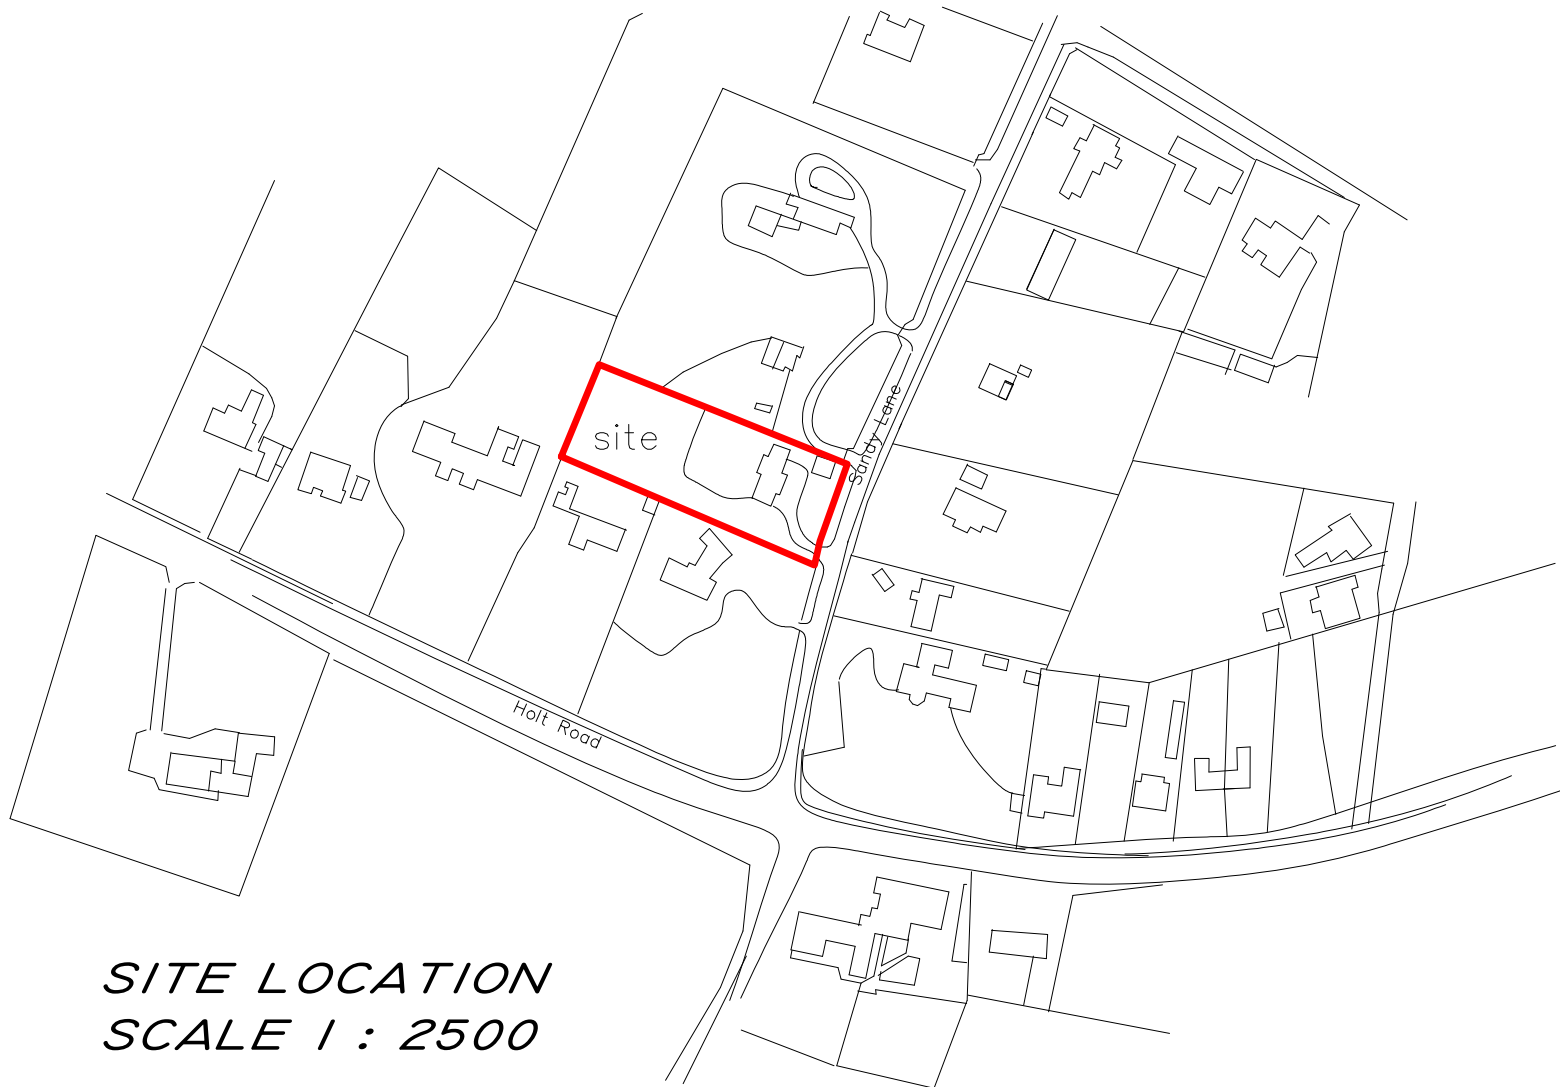 site
Sandy Lane
Holt Road
SITE LOCATION
SCALE 1 : 2500